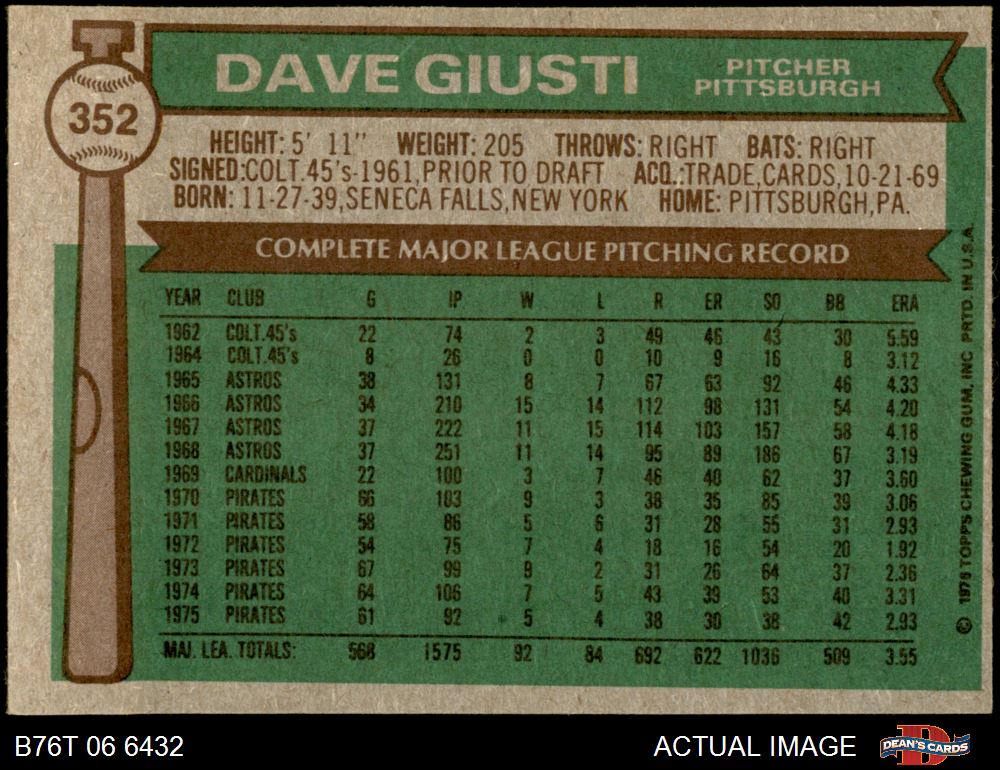 DAVE GIUSTI
PITCHER
PITTSBURGH
352
HEIGHT: 5' 11" WEIGHT: 205 THROWS: RIGHT BATS: RIGHT
SIGNED:COLT.45's-1961,PRIOR TO DRAFT ACQ.:TRADE,CARDS,10-21-69
BORN: 11-27-39,SENECA FALLS,NEW YORK HOME: PITTSBURGH,PA.
COMPLETE MAJOR LEAGUE PITCHING RECORD
YEAR CLUB G IP W L R ER SO BB ERA
1962 COLT.45's 22 74 2 3 49 46 43 30 5.59
1964 COLT.45's 8 26 0 0 10 9 16 8 3.12
1965 ASTROS 38 131 8 7 67 63 92 46 4.33
1966 ASTROS 34 210 15 14 112 98 131 54 4.20
1967 ASTROS 37 222 11 15 114 103 157 58 4.18
1968 ASTROS 37 251 11 14 95 89 186 67 3.19
1969 CARDINALS 22 100 3 7 46 40 62 37 3.60
1970 PIRATES 66 103 9 3 38 35 85 39 3.06
1971 PIRATES 58 86 5 6 31 28 55 31 2.93
1972 PIRATES 54 75 7 4 18 16 54 20 1.92
1973 PIRATES 67 99 9 2 31 26 64 37 2.36
1974 PIRATES 64 106 7 5 43 39 53 40 3.31
1975 PIRATES 61 92 5 4 38 30 38 42 2.93
MAJ. LEA. TOTALS: 568 1575 92 84 692 622 1036 509 3.55
© 1976 TOPPS CHEWING GUM, INC PRTD. IN U.S.A.
B76T 06 6432
ACTUAL IMAGE
DEAN'S CARDS